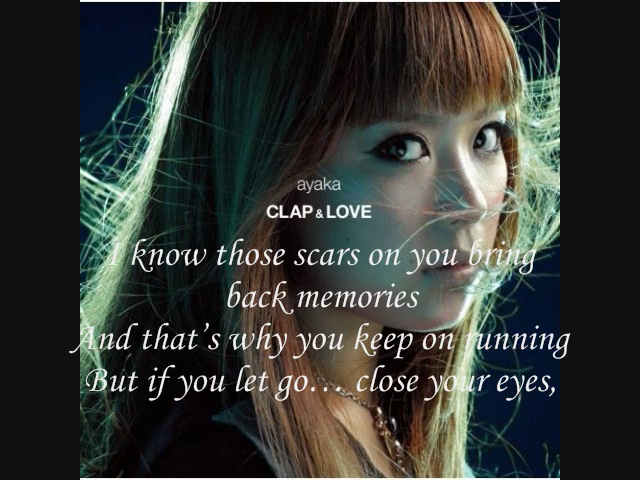 ayaka
CLAP & LOVE
I know those scars on you bring
back memories
And that's why you keep on running
But if you let go... close your eyes,